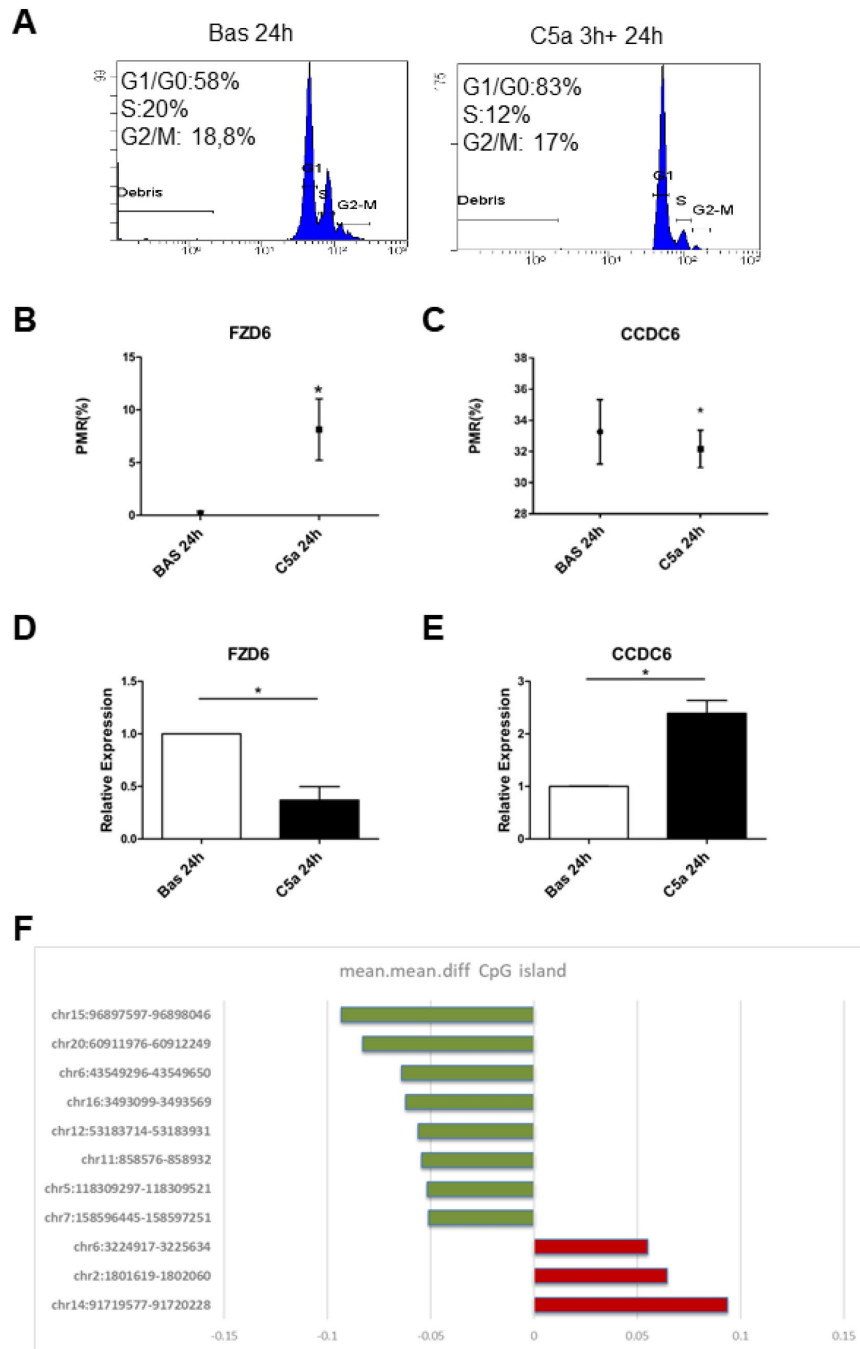 A
Bas 24h
C5a 3h+ 24h
99
G1/G0:58%
S:20%
G2/M: 18,8%
Debris
G1
S
G2-M
175
G1/G0:83%
S:12%
G2/M: 17%
Debris
G1
S
G2-M
B
FZD6
PMR(%)
15
10
5
0
*
BAS 24h
C5a 24h
C
CCDC6
PMR(%)
38
36
34
32
30
28
*
BAS 24h
C5a 24h
D
FZD6
Relative Expression
1.5
1.0
0.5
0.0
*
Bas 24h
C5a 24h
E
CCDC6
Relative Expression
3
2
1
0
*
Bas 24h
C5a 24h
F
mean.mean.diff CpG island
chr15:96897597-96898046
chr20:60911976-60912249
chr6:43549296-43549650
chr16:3493099-3493569
chr12:53183714-53183931
chr11:858576-858932
chr5:118309297-118309521
chr7:158596445-158597251
chr6:3224917-3225634
chr2:1801619-1802060
chr14:91719577-91720228
-0.15 -0.1 -0.05 0 0.05 0.1 0.15